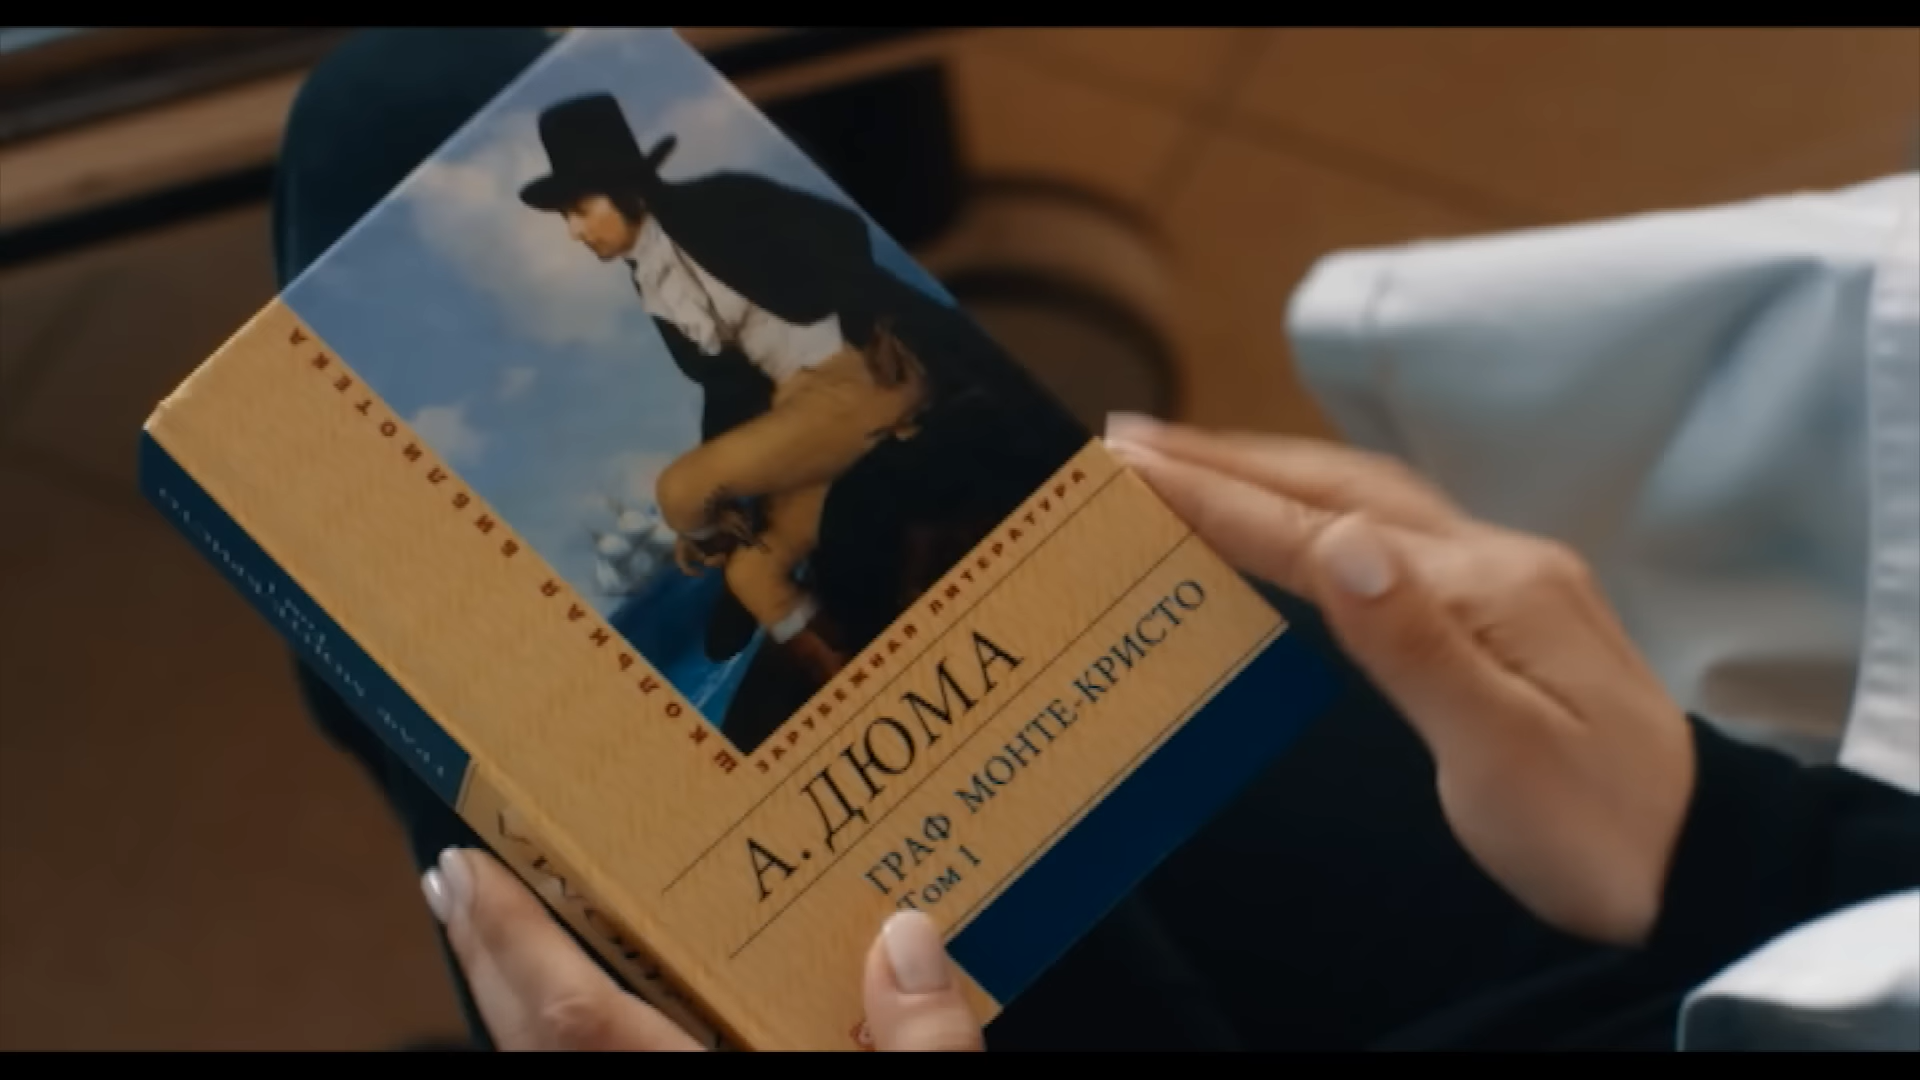 ШКОЛЬНАЯ БИБЛИОТЕКА
ЗАРУБЕЖНАЯ ЛИТЕРАТУРА
А. ДЮМА
ГРАФ МОНТЕ-КРИСТО
Том 1